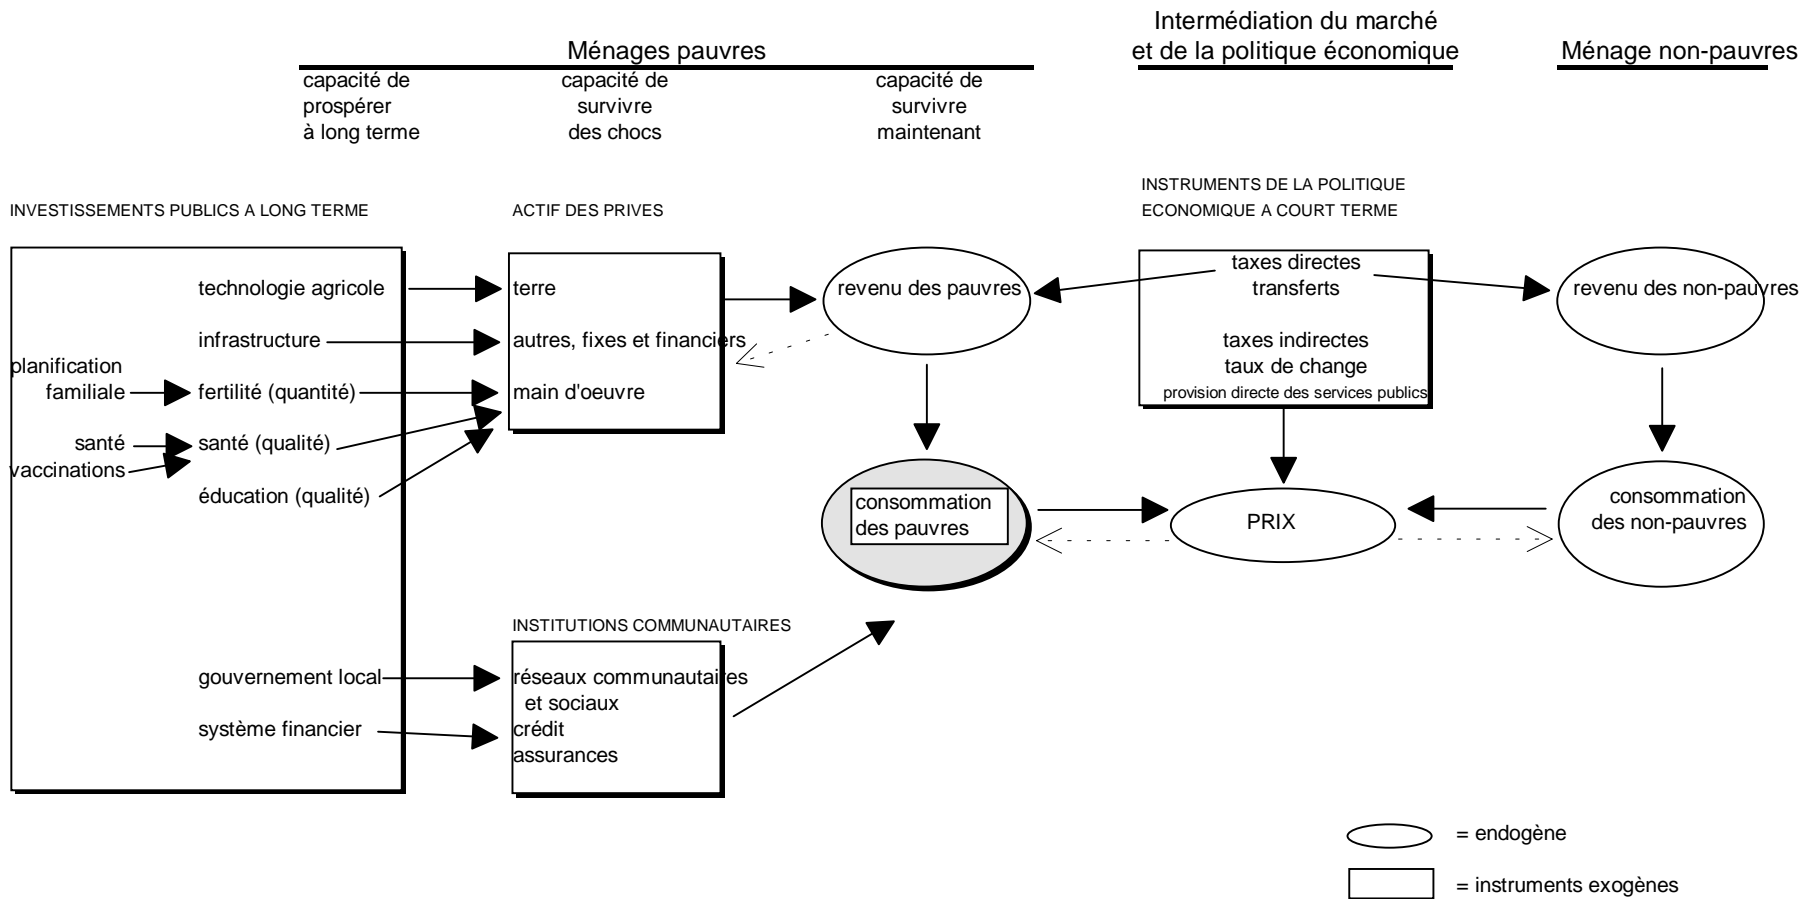 Intermédiation du marché
Ménages pauvres
et de la politique économique
Ménage non-pauvres
capacité de
prospérer
à long terme
capacité de
survivre
des chocs
capacité de
survivre
maintenant
INVESTISSEMENTS PUBLICS A LONG TERME
ACTIF DES PRIVES
INSTRUMENTS DE LA POLITIQUE
ECONOMIQUE A COURT TERME
technologie agricole
infrastructure
planification
familiale
fertilité (quantité)
santé
santé (qualité)
vaccinations
éducation (qualité)
gouvernement local
système financier
terre
autres, fixes et financiers
main d'oeuvre
INSTITUTIONS COMMUNAUTAIRES
réseaux communautaires
et sociaux
crédit
assurances
revenu des pauvres
consommation
des pauvres
taxes directes
transferts
taxes indirectes
taux de change
provision directe des services publics
PRIX
revenu des non-pauvres
consommation
des non-pauvres
= endogène
= instruments exogènes